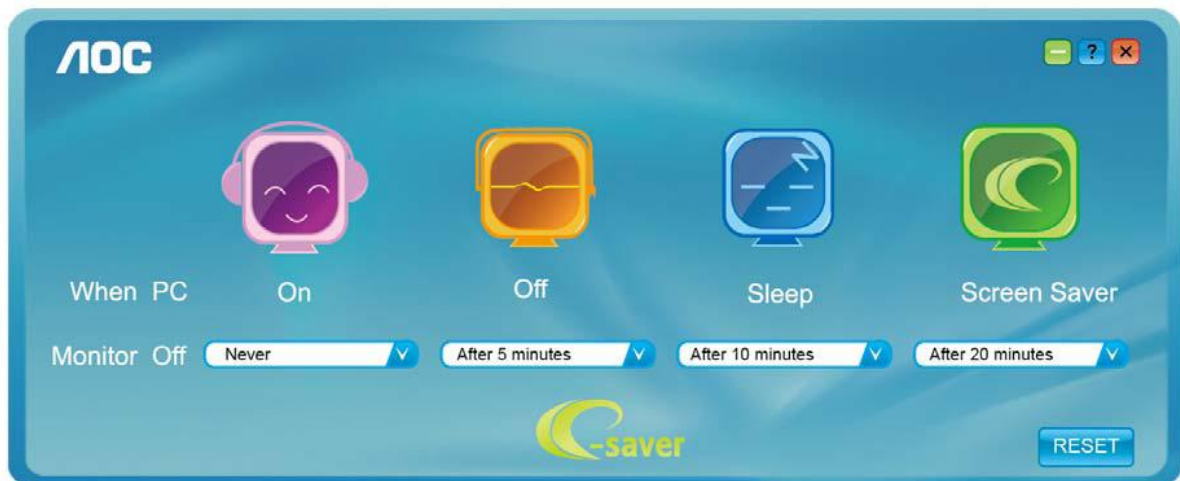 AOC
?
When PC On Off Sleep Screen Saver
Monitor Off Never After 5 minutes After 10 minutes After 20 minutes
e-saver
RESET